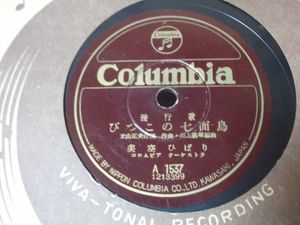 Columbia
Columbia
流行歌
びっこの七面鳥
美空ひばり
コロムビア オーケストラ
A 1537
1213399
MADE BY NIPPON COLUMBIA CO., LTD. KAWASAKI, JAPAN.
VIVA-TONAL RECORDING